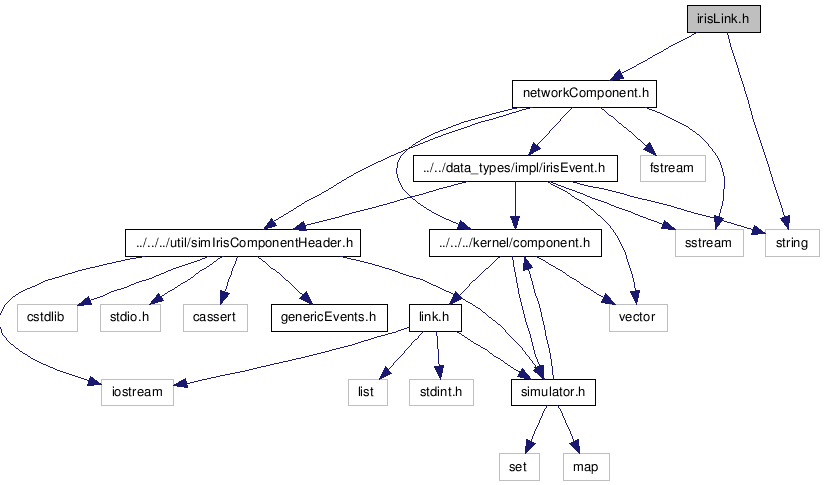 irisLink.h
networkComponent.h
../../data_types/impl/irisEvent.h
fstream
../../../util/simIrisComponentHeader.h
../../../kernel/component.h
sstream
string
cstdlib
stdio.h
cassert
genericEvents.h
link.h
vector
iostream
list
stdint.h
simulator.h
set
map